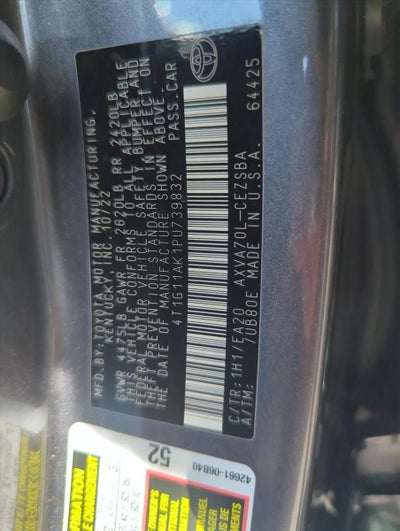 MFD.BY:TOYOTA MOTOR MANUFACTURING,
KENTUCKY, INC. 10/22
GVWR 4475LB GAWR FR 2620LB RR 2420LB
THIS VEHICLE CONFORMS TO ALL APPLICABLE
FEDERAL MOTOR VEHICLE SAFETY, BUMPER AND
THEFT PREVENTION STANDARDS IN EFFECT ON
THE DATE OF MANUFACTURE SHOWN ABOVE.
4T1G11AK1PU739832 PASS.CAR
C/TR:1H1/EA20 AXVA70L-CEZSBA
A/TM: /UB80E MADE IN U.S.A. 64425
52
42661-06B40